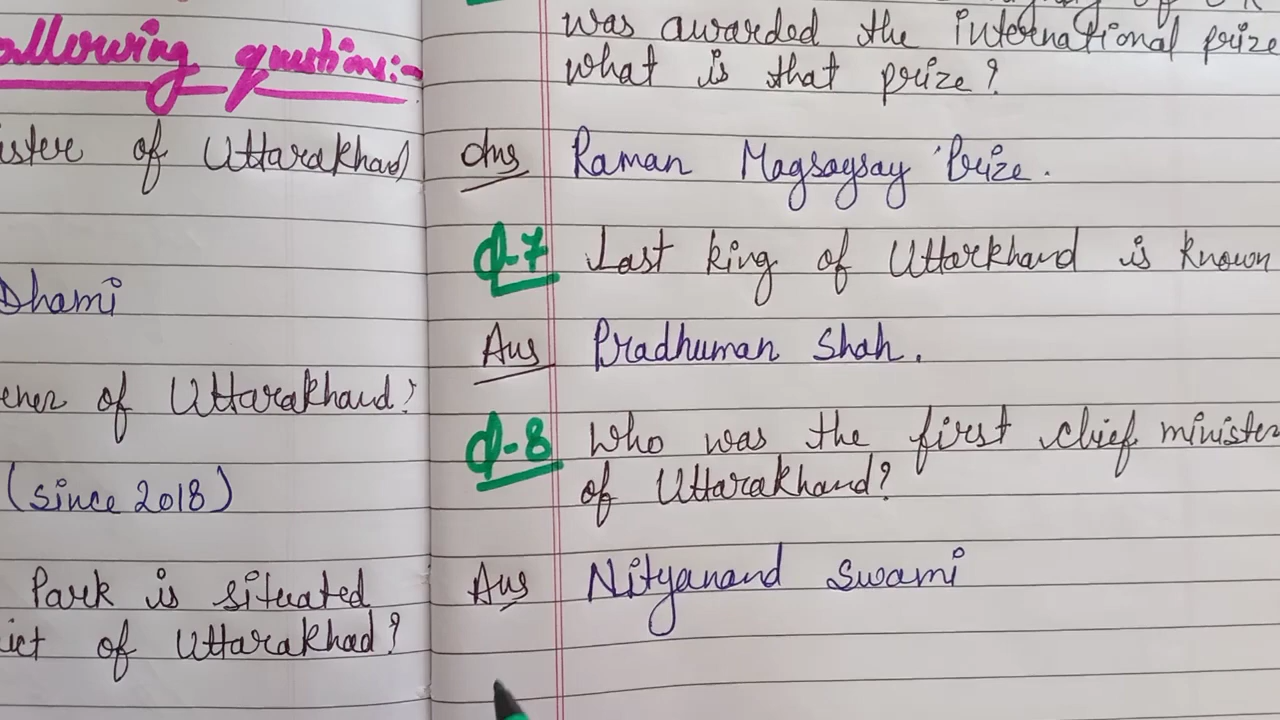 ollowing questions:-
ister of Uttarakhad
Dhami
ener of Uttarakhand?
(since 2018)
Park is situated
ict of Uttarakhad?
was awarded the international prize
what is that prize?
Ans Raman Magsaysay Prize.
Q-7 Last king of Uttarkhand is known
Ans Pradhuman Shah.
Q-8 Who was the first chief minister
of Uttarakhand?
Ans Nityanand Swami